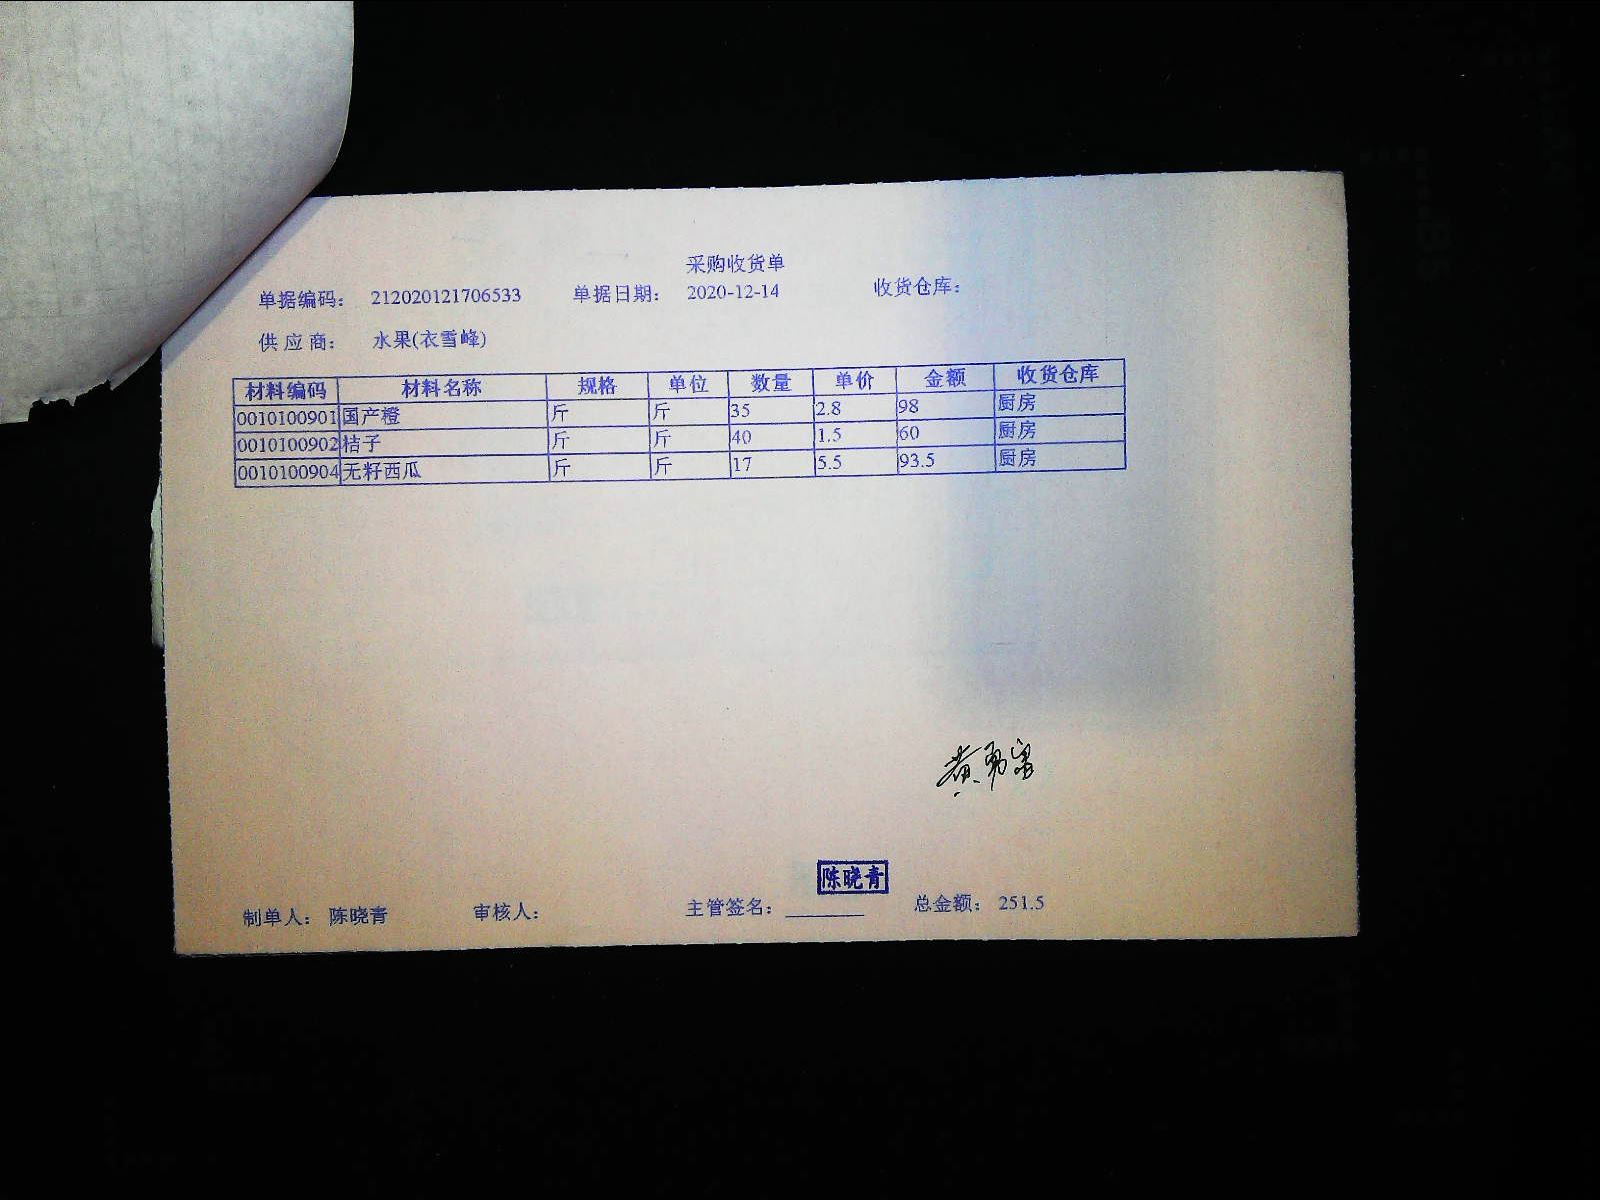 采购收货单
单据编码： 212020121706533 单据日期： 2020-12-14 收货仓库：
供 应 商： 水果(衣雪峰)
材料编码 材料名称 规格 单位 数量 单价 金额 收货仓库
0010100901 国产橙 斤 斤 35 2.8 98 厨房
0010100902 桔子 斤 斤 40 1.5 60 厨房
0010100904 无籽西瓜 斤 斤 17 5.5 93.5 厨房
黄勇
陈晓青
制单人： 陈晓青 审核人： 主管签名： 总金额： 251.5